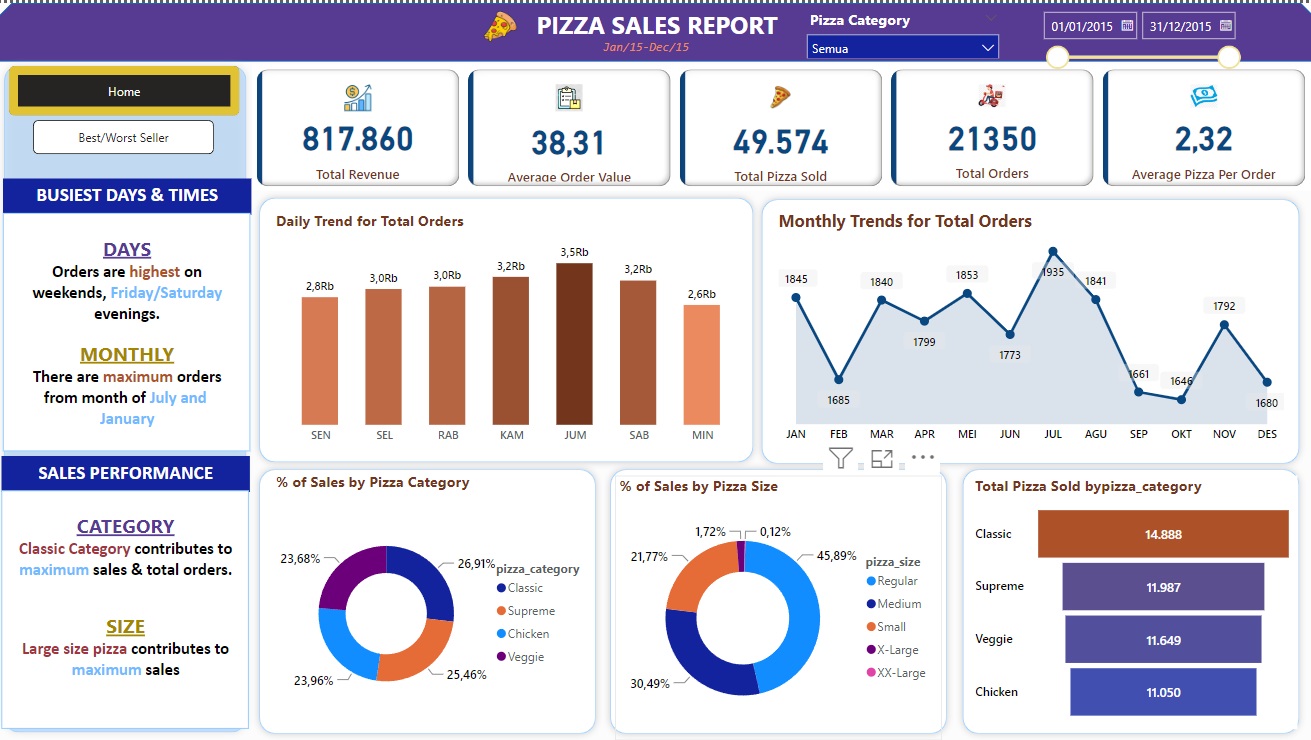 PIZZA SALES REPORT
Jan/15-Dec/15
Pizza Category
Semua
01/01/2015
31/12/2015
Home
Best/Worst Seller
817.860
Total Revenue
38,31
Average Order Value
49.574
Total Pizza Sold
21350
Total Orders
2,32
Average Pizza Per Order
BUSIEST DAYS & TIMES
DAYS
Orders are highest on
weekends, Friday/Saturday
evenings.
MONTHLY
There are maximum orders
from month of July and
January
SALES PERFORMANCE
CATEGORY
Classic Category contributes to
maximum sales & total orders.
SIZE
Large size pizza contributes to
maximum sales
Daily Trend for Total Orders
2,8Rb
3,0Rb
3,0Rb
3,2Rb
3,5Rb
3,2Rb
2,6Rb
SEN SEL RAB KAM JUM SAB MIN
Monthly Trends for Total Orders
1845
1685
1840
1799
1853
1773
1935
1841
1661
1646
1792
1680
JAN FEB MAR APR MEI JUN JUL AGU SEP OKT NOV DES
% of Sales by Pizza Category
26,91%
25,46%
23,96%
23,68%
pizza_category
Classic
Supreme
Chicken
Veggie
% of Sales by Pizza Size
45,89%
30,49%
21,77%
1,72%
0,12%
pizza_size
Regular
Medium
Small
X-Large
XX-Large
Total Pizza Sold bypizza_category
Classic 14.888
Supreme 11.987
Veggie 11.649
Chicken 11.050